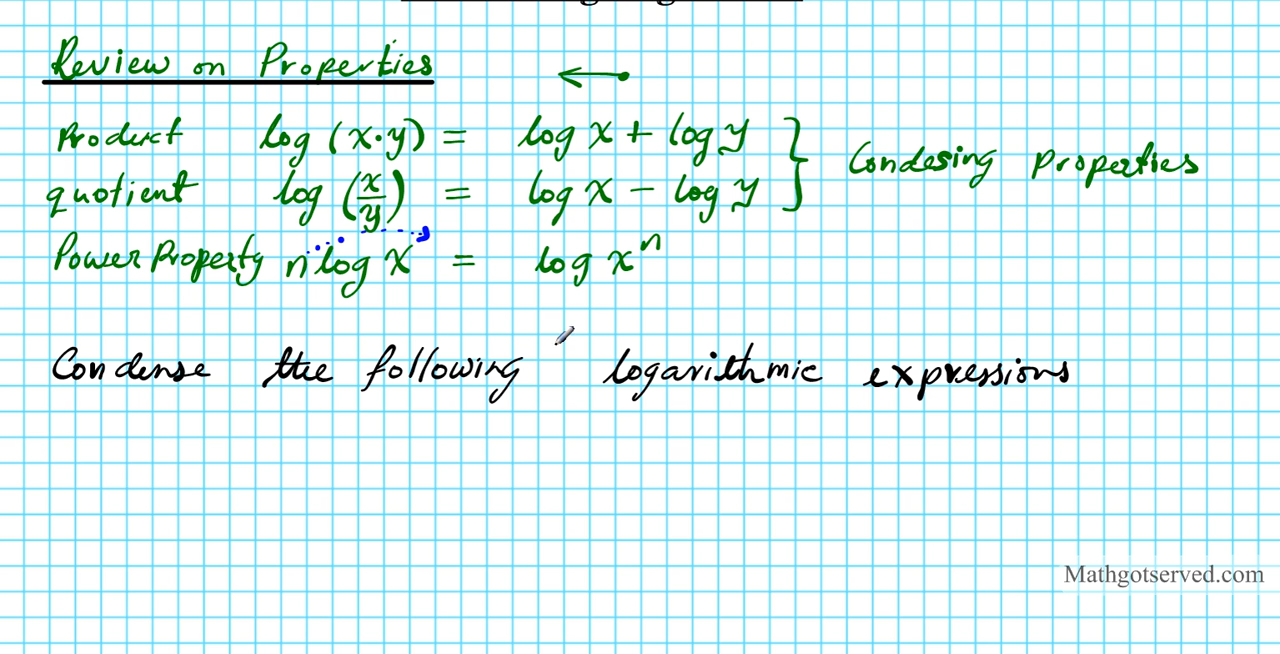 Review on Properties
Product log (x·y) = log x + log y
quotient log (x/y) = log x − log y
Condesing Properties
Power Property n log x = log xⁿ
Condense the following logarithmic expressions
Mathgotserved.com